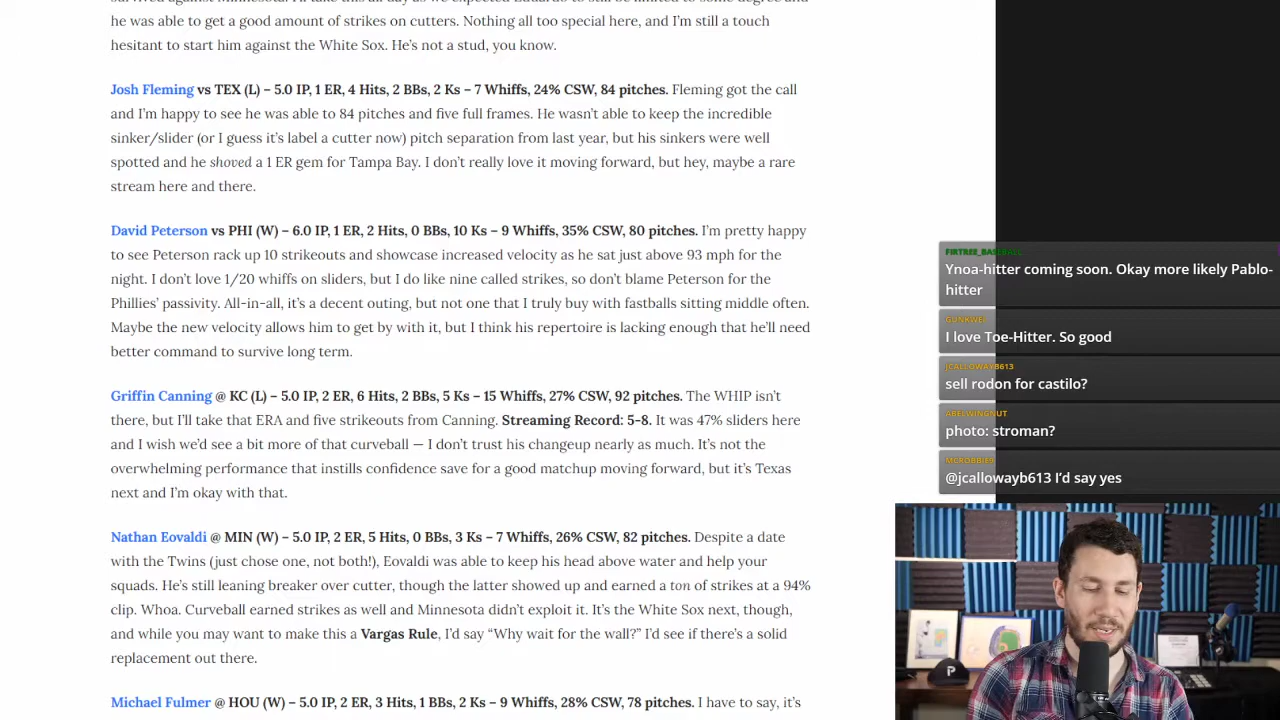 survived against Minnesota. I'll take this all day as we expected Eduardo to still be limited to some degree and
he was able to get a good amount of strikes on cutters. Nothing all too special here, and I'm still a touch
hesitant to start him against the White Sox. He's not a stud, you know.
Josh Fleming vs TEX (L) – 5.0 IP, 1 ER, 4 Hits, 2 BBs, 2 Ks – 7 Whiffs, 24% CSW, 84 pitches. Fleming got the call
and I'm happy to see he was able to 84 pitches and five full frames. He wasn't able to keep the incredible
sinker/slider (or I guess it's label a cutter now) pitch separation from last year, but his sinkers were well
spotted and he shoved a 1 ER gem for Tampa Bay. I don't really love it moving forward, but hey, maybe a rare
stream here and there.
David Peterson vs PHI (W) – 6.0 IP, 1 ER, 2 Hits, 0 BBs, 10 Ks – 9 Whiffs, 35% CSW, 80 pitches. I'm pretty happy
to see Peterson rack up 10 strikeouts and showcase increased velocity as he sat just above 93 mph for the
night. I don't love 1/20 whiffs on sliders, but I do like nine called strikes, so don't blame Peterson for the
Phillies' passivity. All-in-all, it's a decent outing, but not one that I truly buy with fastballs sitting middle often.
Maybe the new velocity allows him to get by with it, but I think his repertoire is lacking enough that he'll need
better command to survive long term.
Griffin Canning @ KC (L) – 5.0 IP, 2 ER, 6 Hits, 2 BBs, 5 Ks – 15 Whiffs, 27% CSW, 92 pitches. The WHIP isn't
there, but I'll take that ERA and five strikeouts from Canning. Streaming Record: 5-8. It was 47% sliders here
and I wish we'd see a bit more of that curveball — I don't trust his changeup nearly as much. It's not the
overwhelming performance that instills confidence save for a good matchup moving forward, but it's Texas
next and I'm okay with that.
Nathan Eovaldi @ MIN (W) – 5.0 IP, 2 ER, 5 Hits, 0 BBs, 3 Ks – 7 Whiffs, 26% CSW, 82 pitches. Despite a date
with the Twins (just chose one, not both!), Eovaldi was able to keep his head above water and help your
squads. He's still leaning breaker over cutter, though the latter showed up and earned a ton of strikes at a 94%
clip. Whoa. Curveball earned strikes as well and Minnesota didn't exploit it. It's the White Sox next, though,
and while you may want to make this a Vargas Rule, I'd say “Why wait for the wall?” I'd see if there's a solid
replacement out there.
Michael Fulmer @ HOU (W) – 5.0 IP, 2 ER, 3 Hits, 1 BBs, 2 Ks – 9 Whiffs, 28% CSW, 78 pitches. I have to say, it's
FIRTREE_BASEBALL
Ynoa-hitter coming soon. Okay more likely Pablo-
hitter
I love Toe-Hitter. So good
JCALLOWAYB613
sell rodon for castilo?
ABELWINGNUT
photo: stroman?
@jcallowayb613 I'd say yes
P